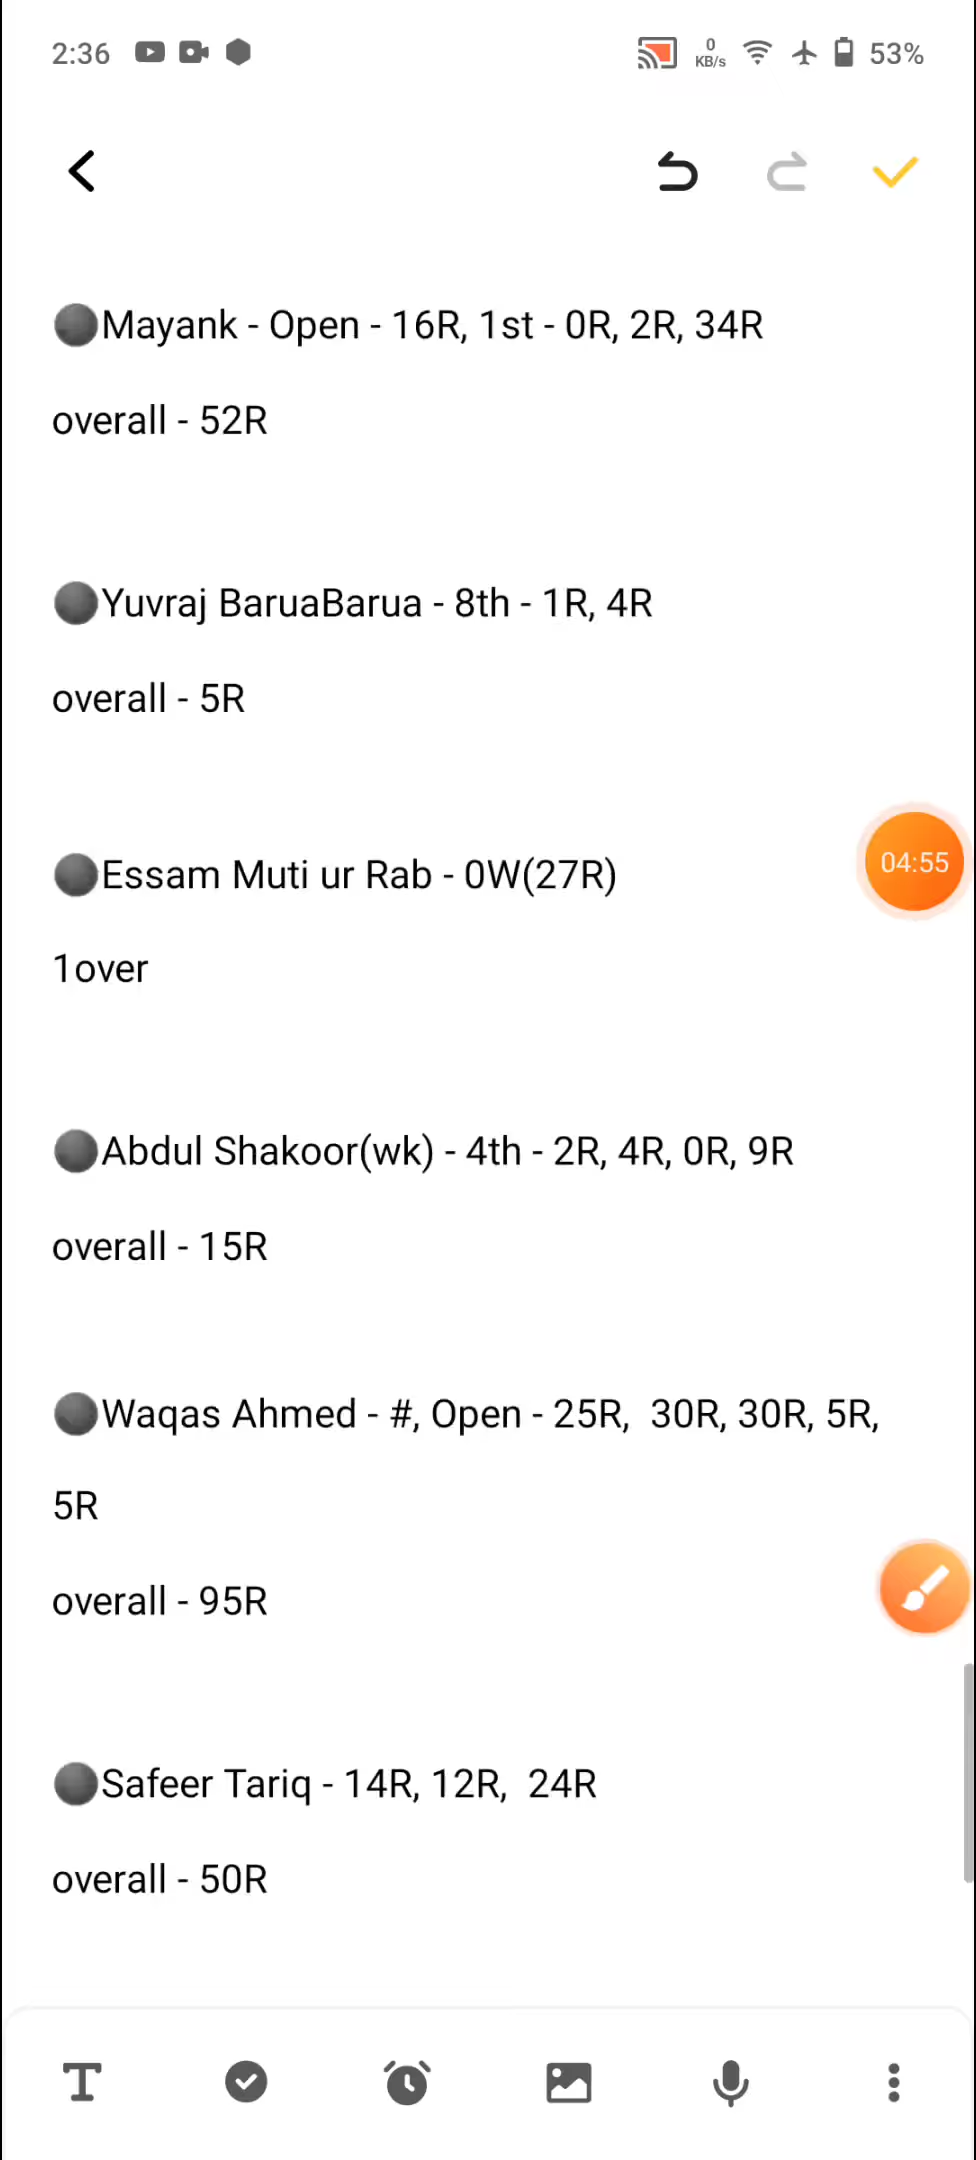 2:36
0
KB/s
53%
Mayank - Open - 16R, 1st - 0R, 2R, 34R
overall - 52R
Yuvraj BaruaBarua - 8th - 1R, 4R
overall - 5R
04:55
Essam Muti ur Rab - 0W(27R)
1over
Abdul Shakoor(wk) - 4th - 2R, 4R, 0R, 9R
overall - 15R
Waqas Ahmed - #, Open - 25R,  30R, 30R, 5R,
5R
overall - 95R
Safeer Tariq - 14R, 12R,  24R
overall - 50R
T